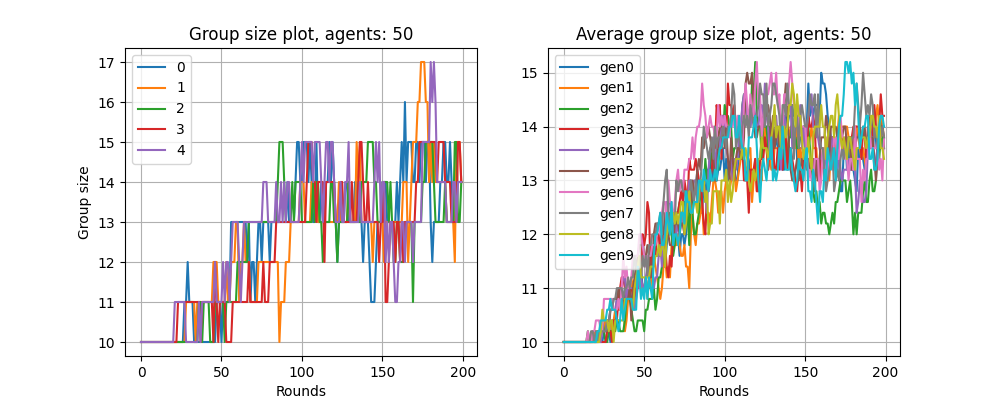 Group size plot, agents: 50
Group size
17
16
15
14
13
12
11
10
0
1
2
3
4
0
50
100
150
200
Rounds
Average group size plot, agents: 50
15
14
13
12
11
10
gen0
gen1
gen2
gen3
gen4
gen5
gen6
gen7
gen8
gen9
0
50
100
150
200
Rounds